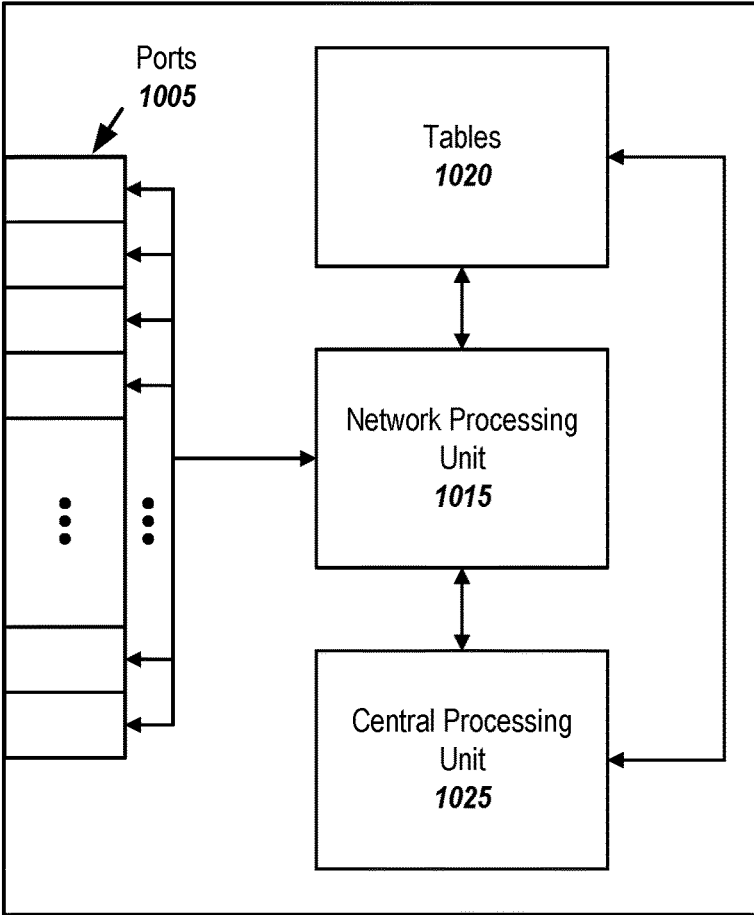 Ports
1005
Tables
1020
Network Processing
Unit
1015
Central Processing
Unit
1025